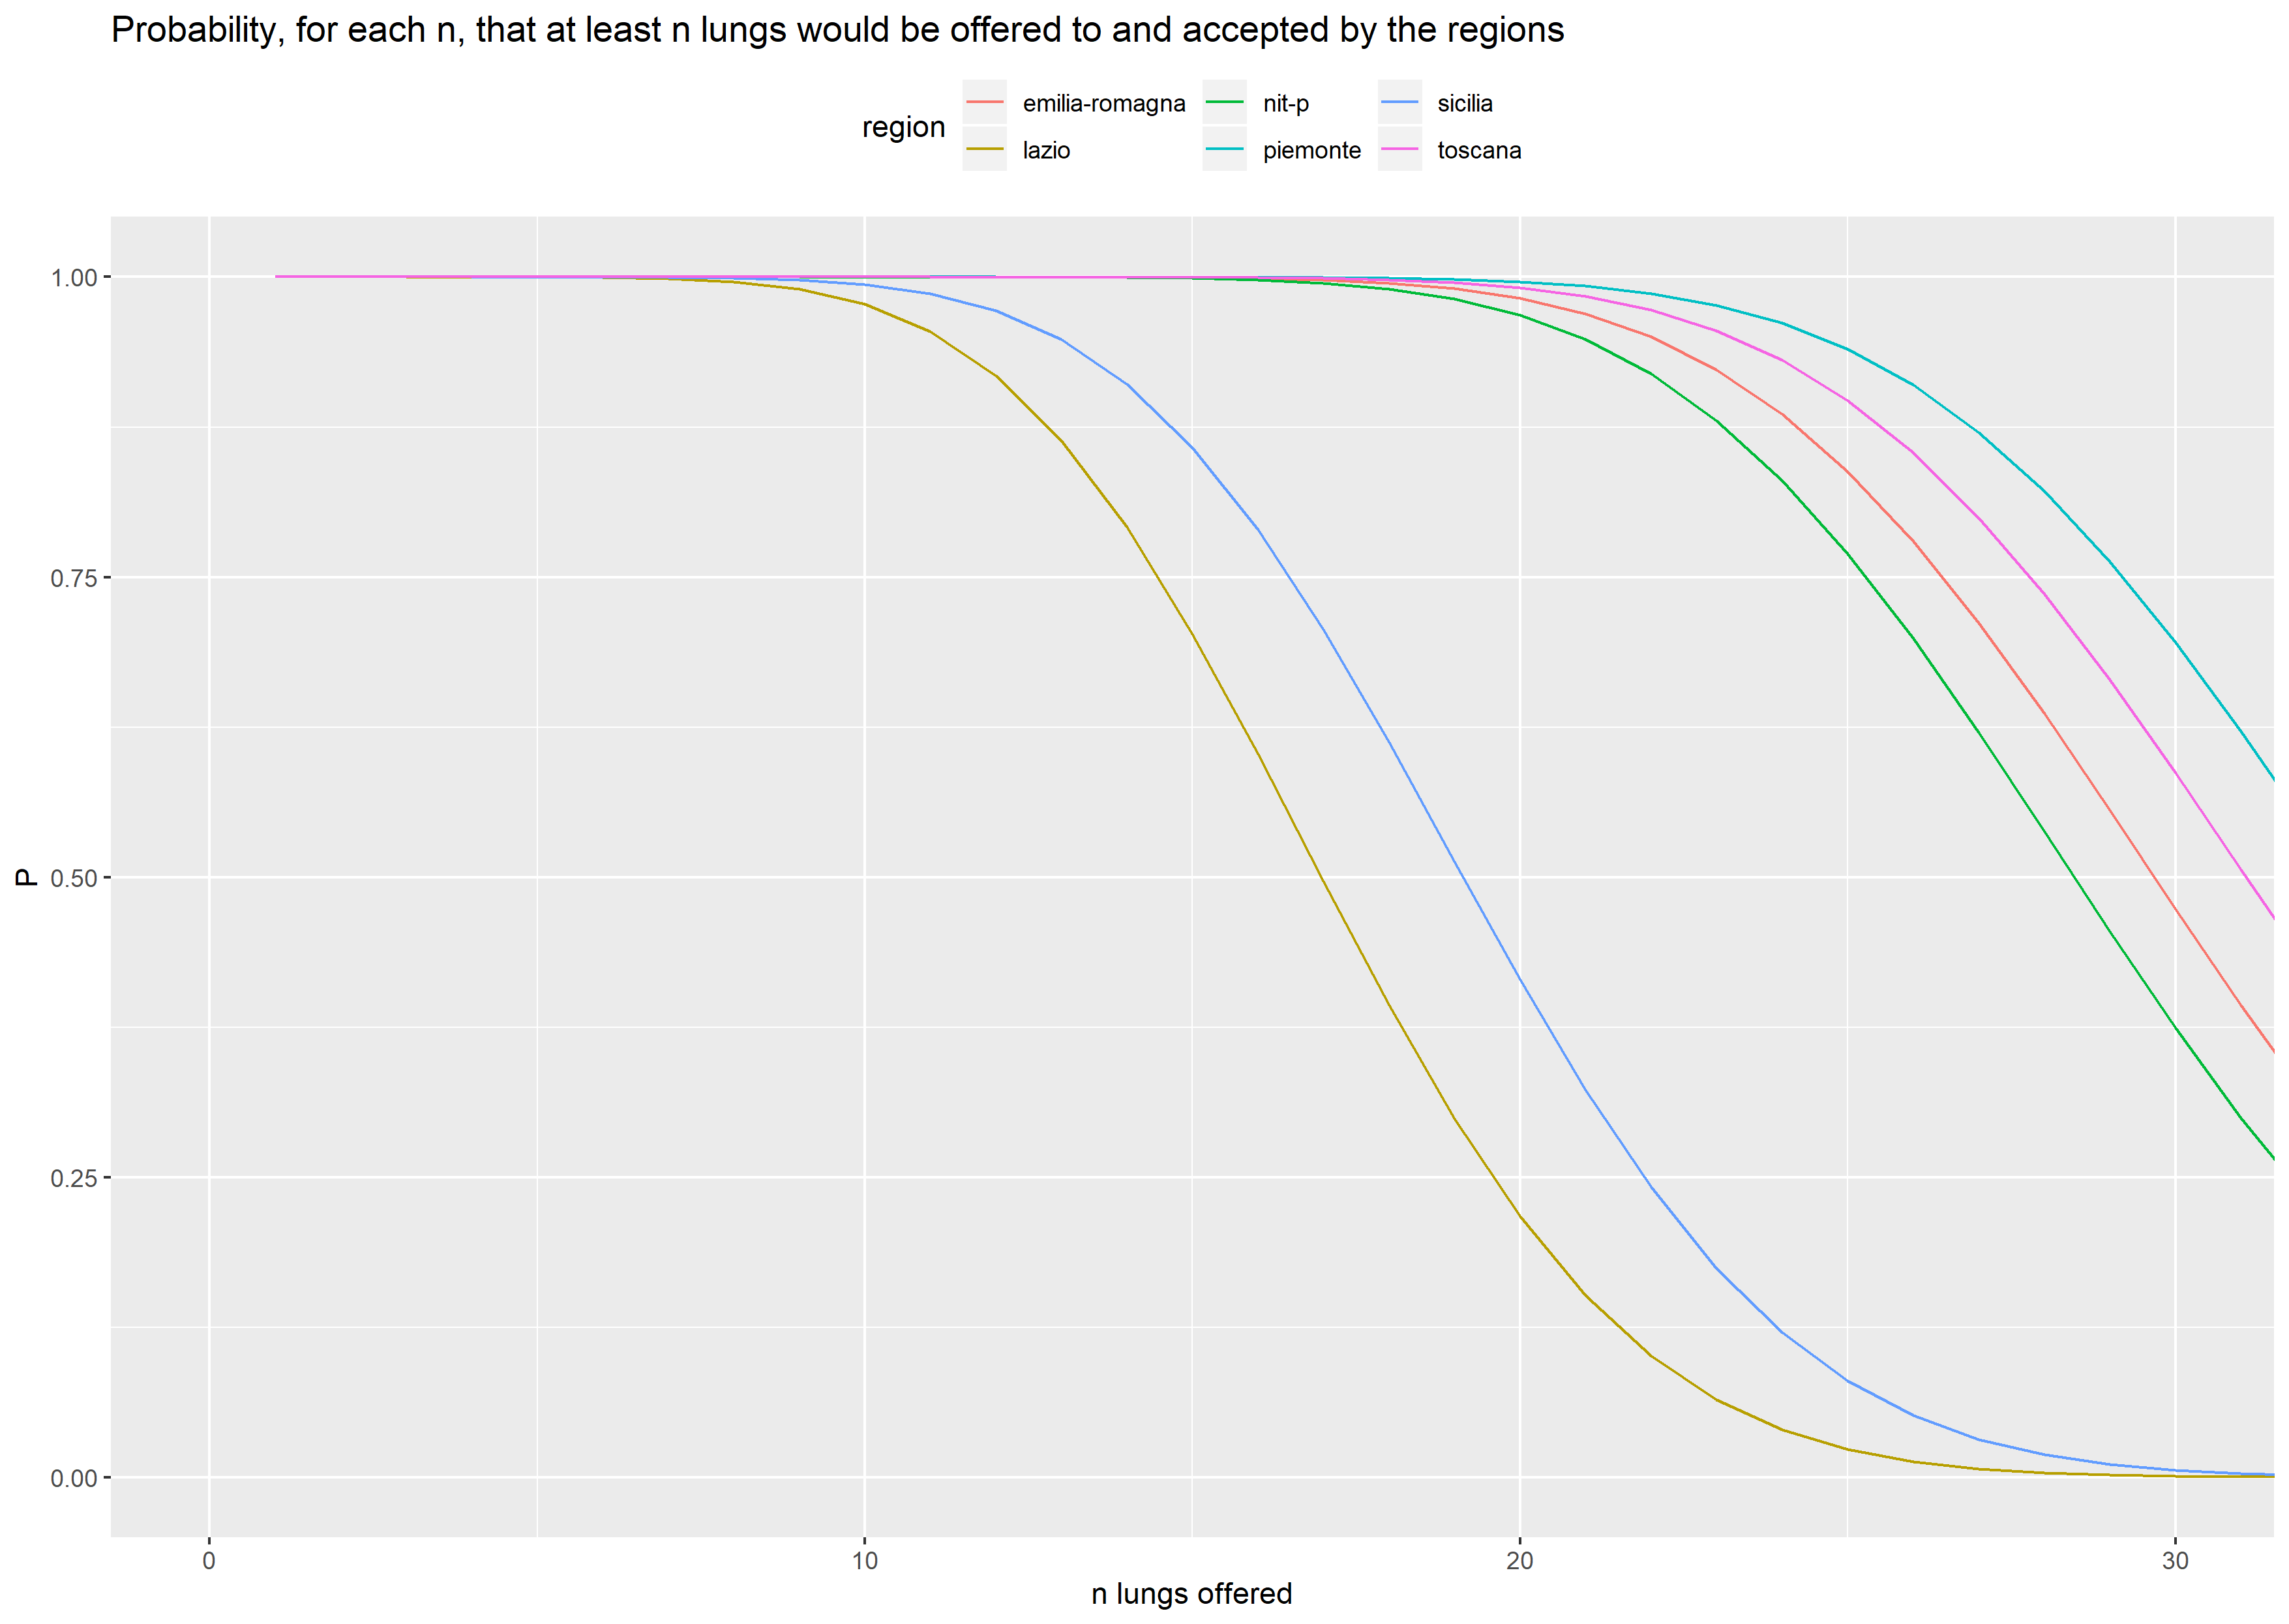 Probability, for each n, that at least n lungs would be offered to and accepted by the regions
region
emilia-romagna nit-p sicilia
lazio piemonte toscana
1.00
0.75
0.50
0.25
0.00
P
0 10 20 30
n lungs offered